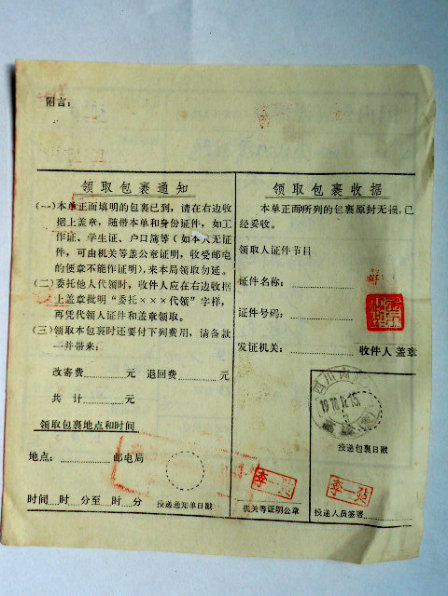 附言：
领取包裹通知
(一)本单正面填明的包裹已到，请在右边收
据上盖章，随带本单和身份证件，如工
作证、学生证、户口簿等(如本人无证
件，可由机关等盖公章证明，但收受邮电
的便章不能作证明)，来本局领取勿延。
(二)委托他人代领时，收件人应在右边收据
上盖章批明“委托×××代领”字样，
再凭代领人证件和盖章领取。
(三)领取本包裹时还要付下列费用，请备款
一并带来：
改寄费 元 退回费 元
共计 元
领取包裹地点和时间
地点： 邮电局
时间 时 分至 时 分
投递通知单日戳
领取包裹收据
本单正面所列的包裹原封无损，已
经妥收。
领取人证件节目
证件名称：
证件号码：
发证机关： 收件人盖章
四川
投递包裹日戳
李一
机关等证明公章
李一
投递人员签署